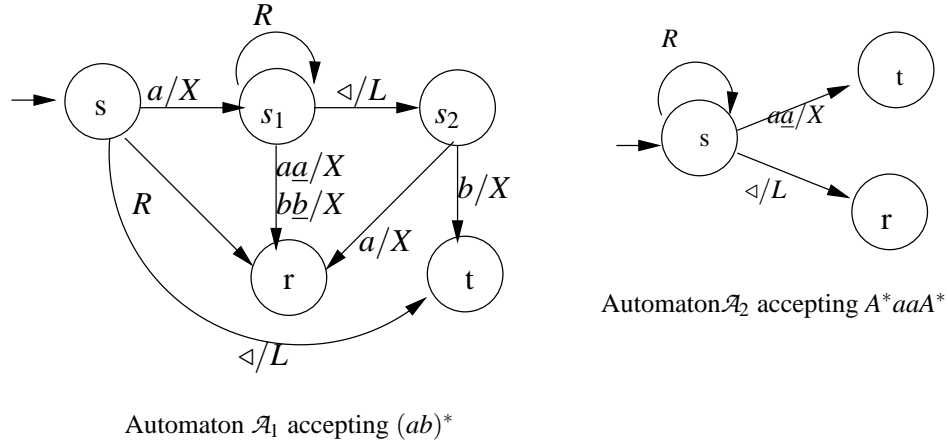 R
s a/X s₁ ◁/L s₂
aa̲/X
bb̲/X
R
a/X
b/X
r
t
◁/L
Automaton 𝒜₁ accepting (ab)*
R
s
aa̲/X
t
◁/L
r
Automaton 𝒜₂ accepting A*aaA*